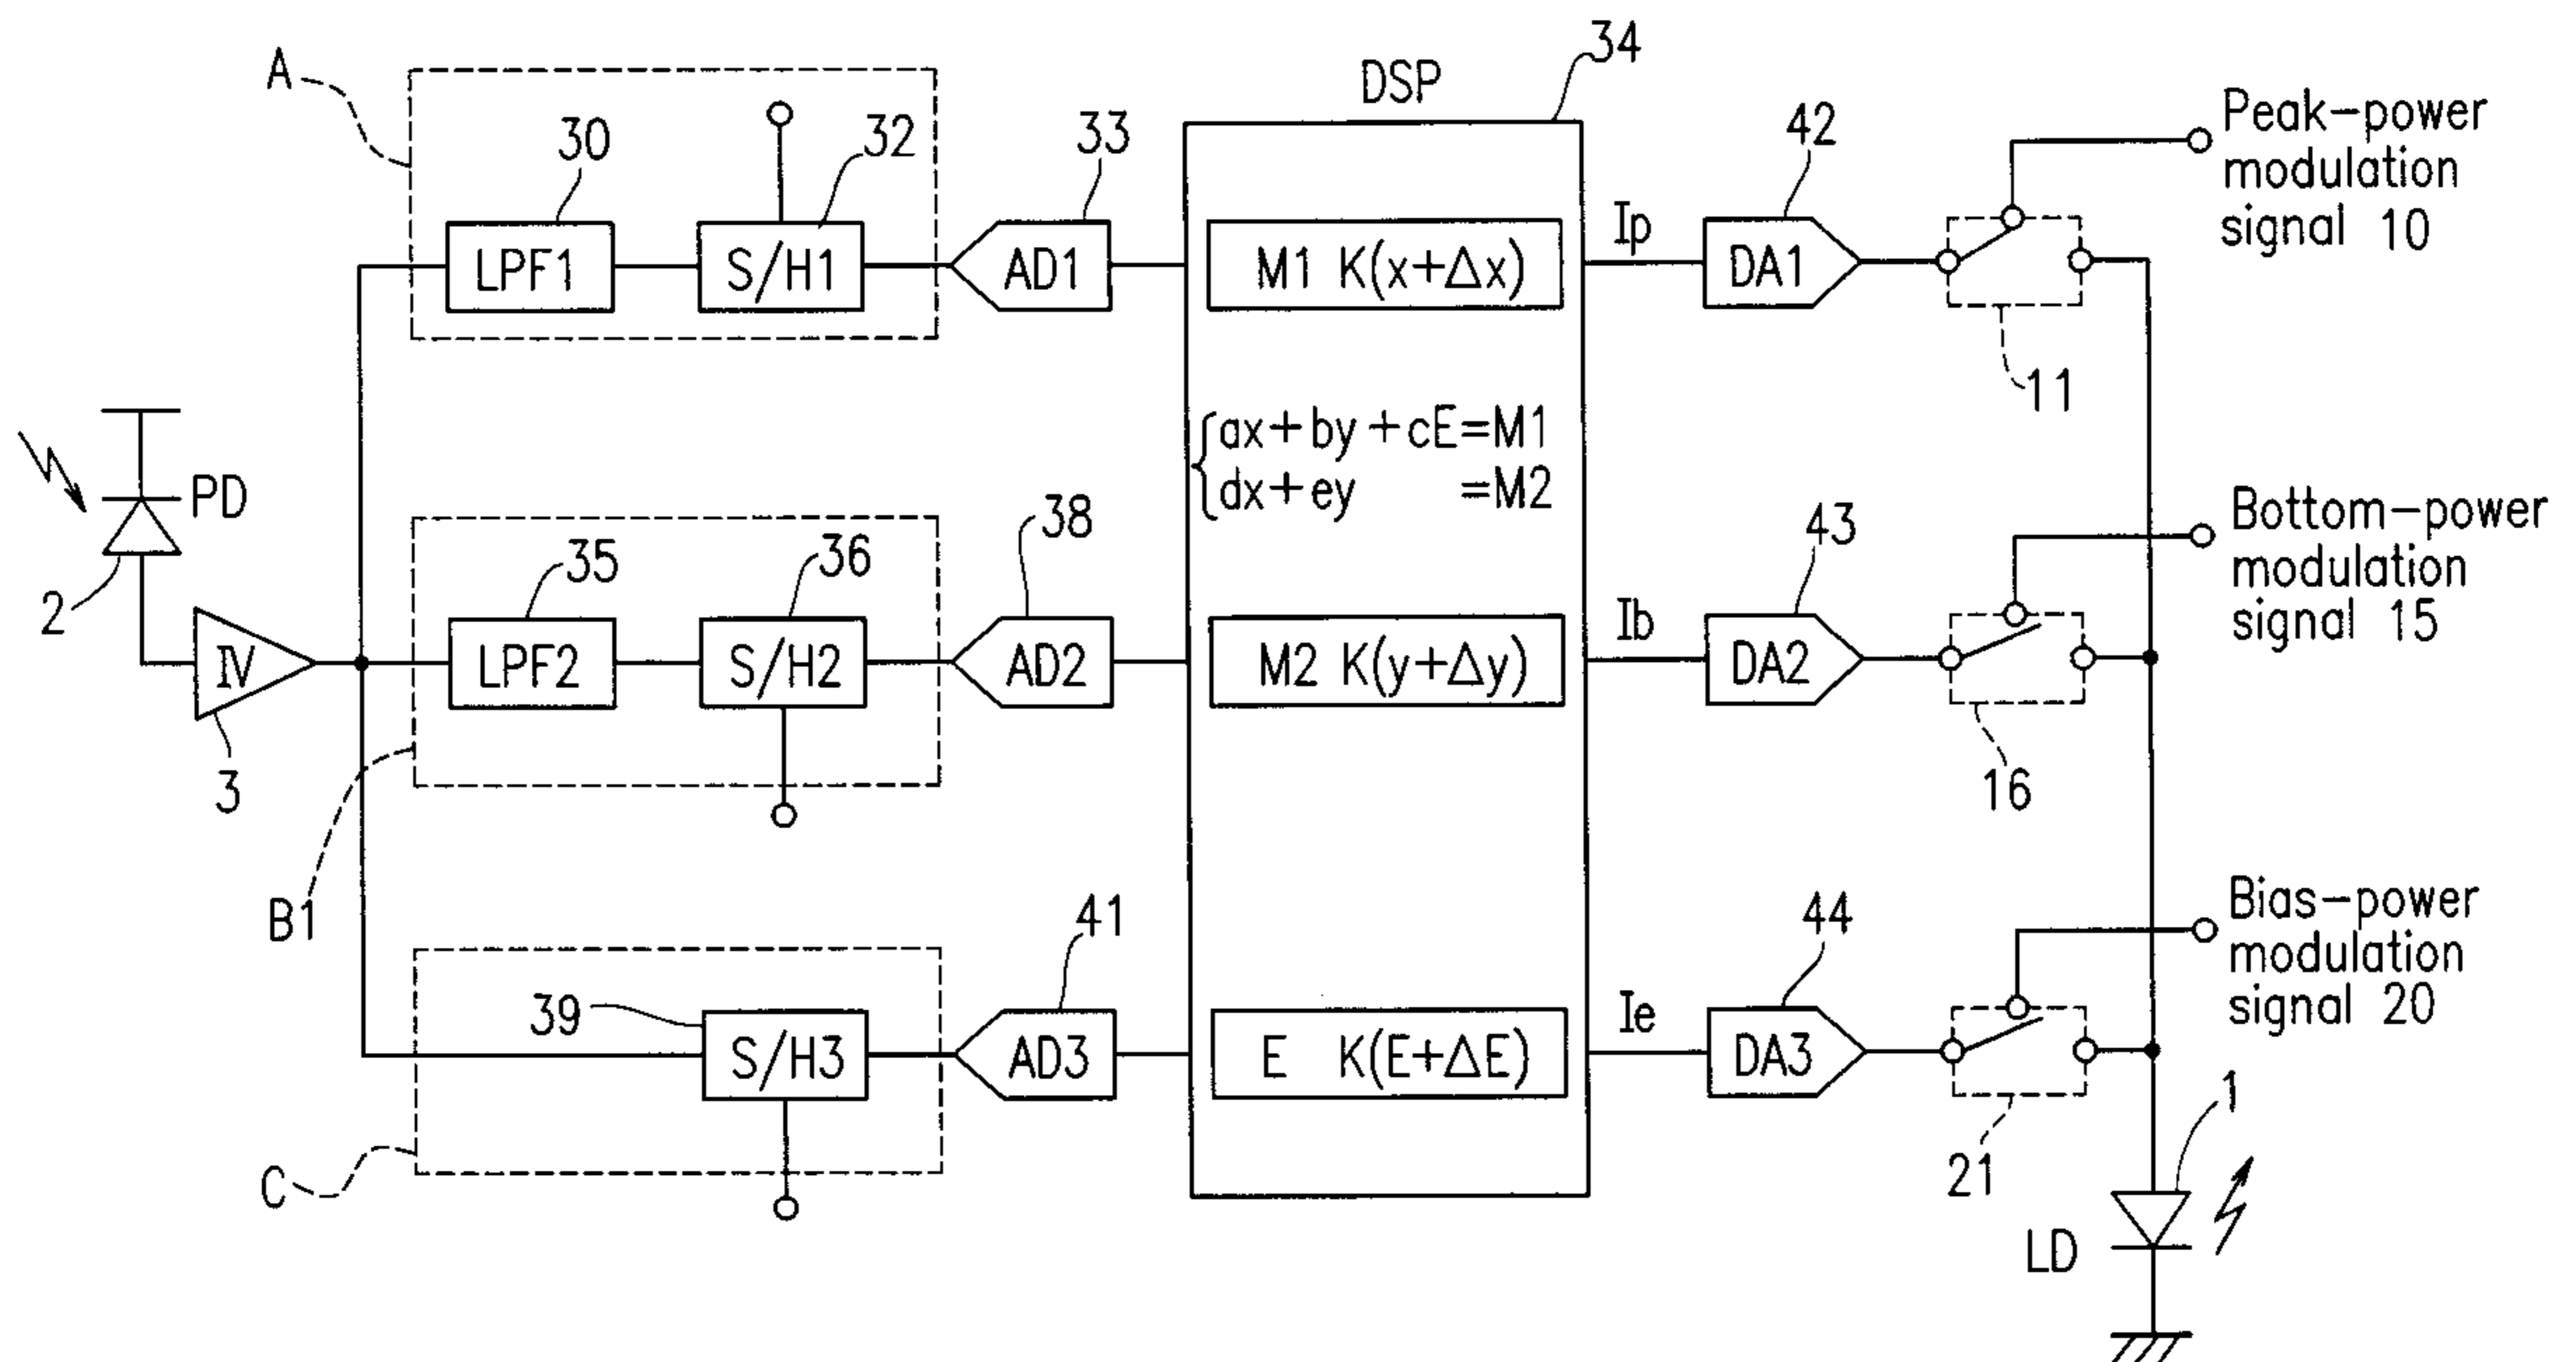 A
30
32
33
DSP
34
42
Peak-power
modulation
signal 10
LPF1
S/H1
AD1
M1 K(x+Δx)
Ip
DA1
11
ax+by+cE=M1
dx+ey =M2
PD
2
IV
3
35
36
38
43
Bottom-power
modulation
signal 15
LPF2
S/H2
AD2
M2 K(y+Δy)
Ib
DA2
16
B1
39
41
44
Bias-power
modulation
signal 20
S/H3
AD3
E K(E+ΔE)
Ie
DA3
21
C
1
LD